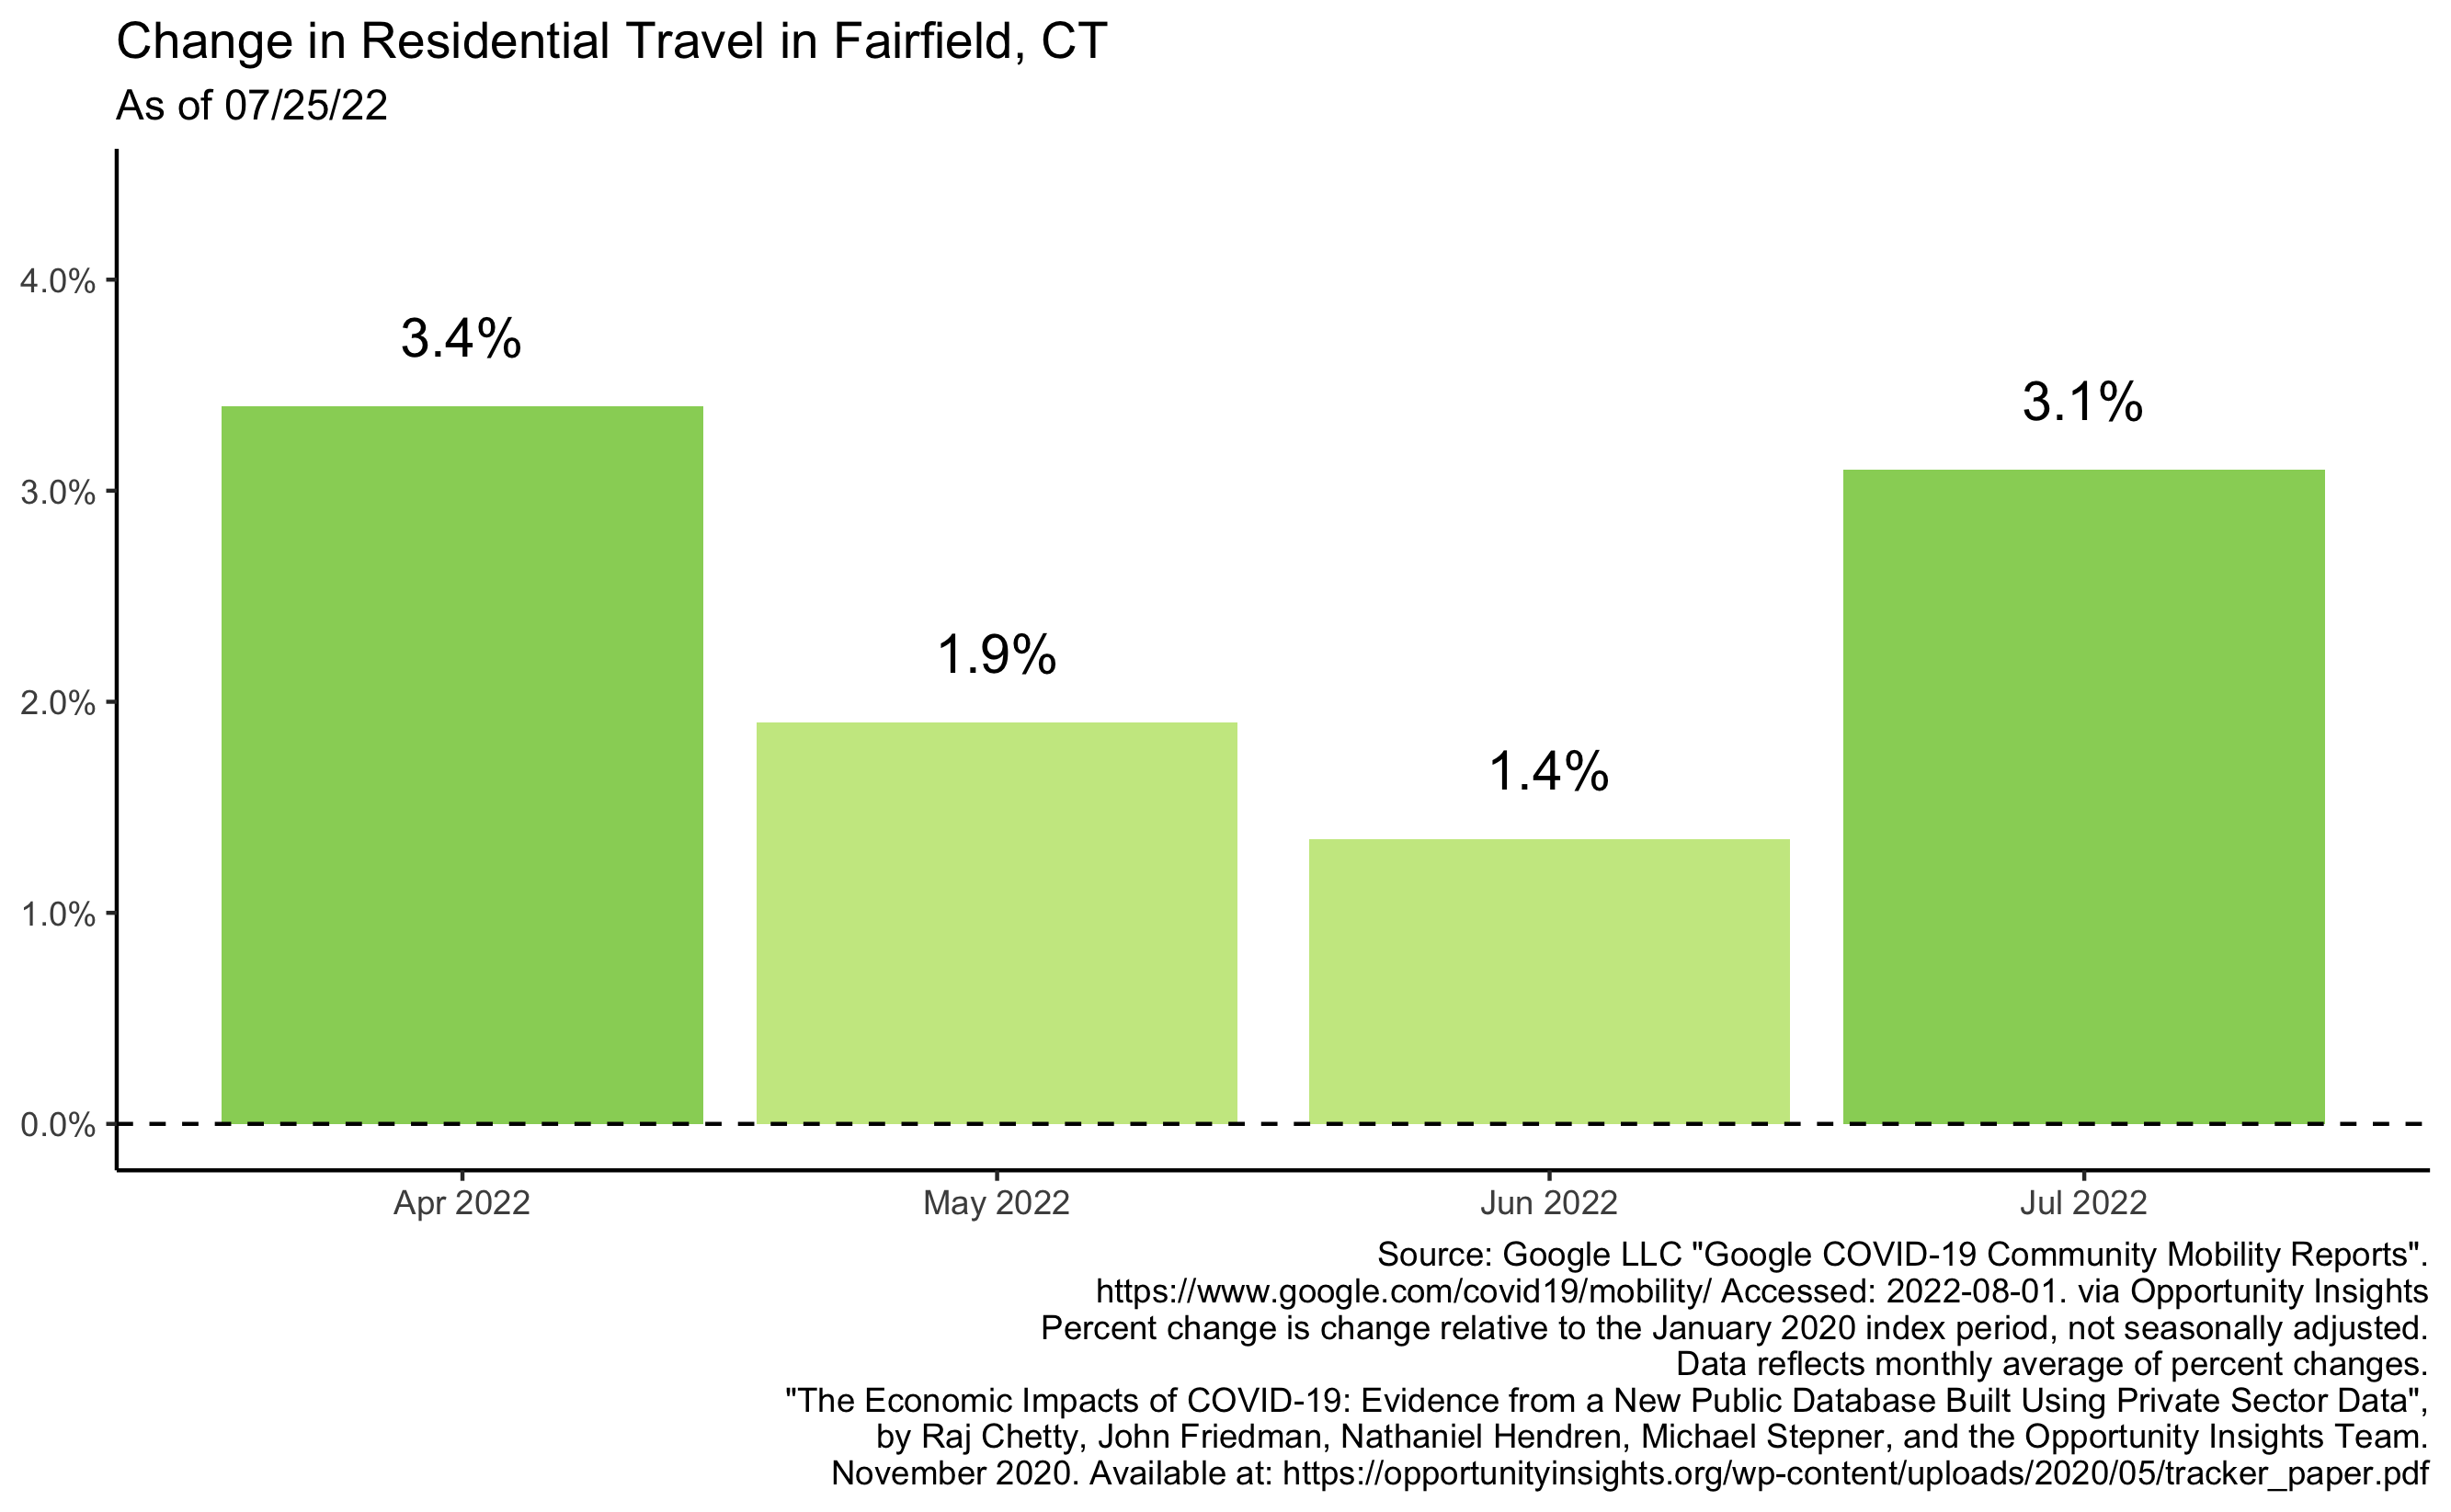 Change in Residential Travel in Fairfield, CT
As of 07/25/22
4.0%
3.0%
2.0%
1.0%
0.0%
3.4%
1.9%
1.4%
3.1%
Apr 2022
May 2022
Jun 2022
Jul 2022
Source: Google LLC "Google COVID-19 Community Mobility Reports".
https://www.google.com/covid19/mobility/ Accessed: 2022-08-01. via Opportunity Insights
Percent change is change relative to the January 2020 index period, not seasonally adjusted.
Data reflects monthly average of percent changes.
"The Economic Impacts of COVID-19: Evidence from a New Public Database Built Using Private Sector Data",
by Raj Chetty, John Friedman, Nathaniel Hendren, Michael Stepner, and the Opportunity Insights Team.
November 2020. Available at: https://opportunityinsights.org/wp-content/uploads/2020/05/tracker_paper.pdf